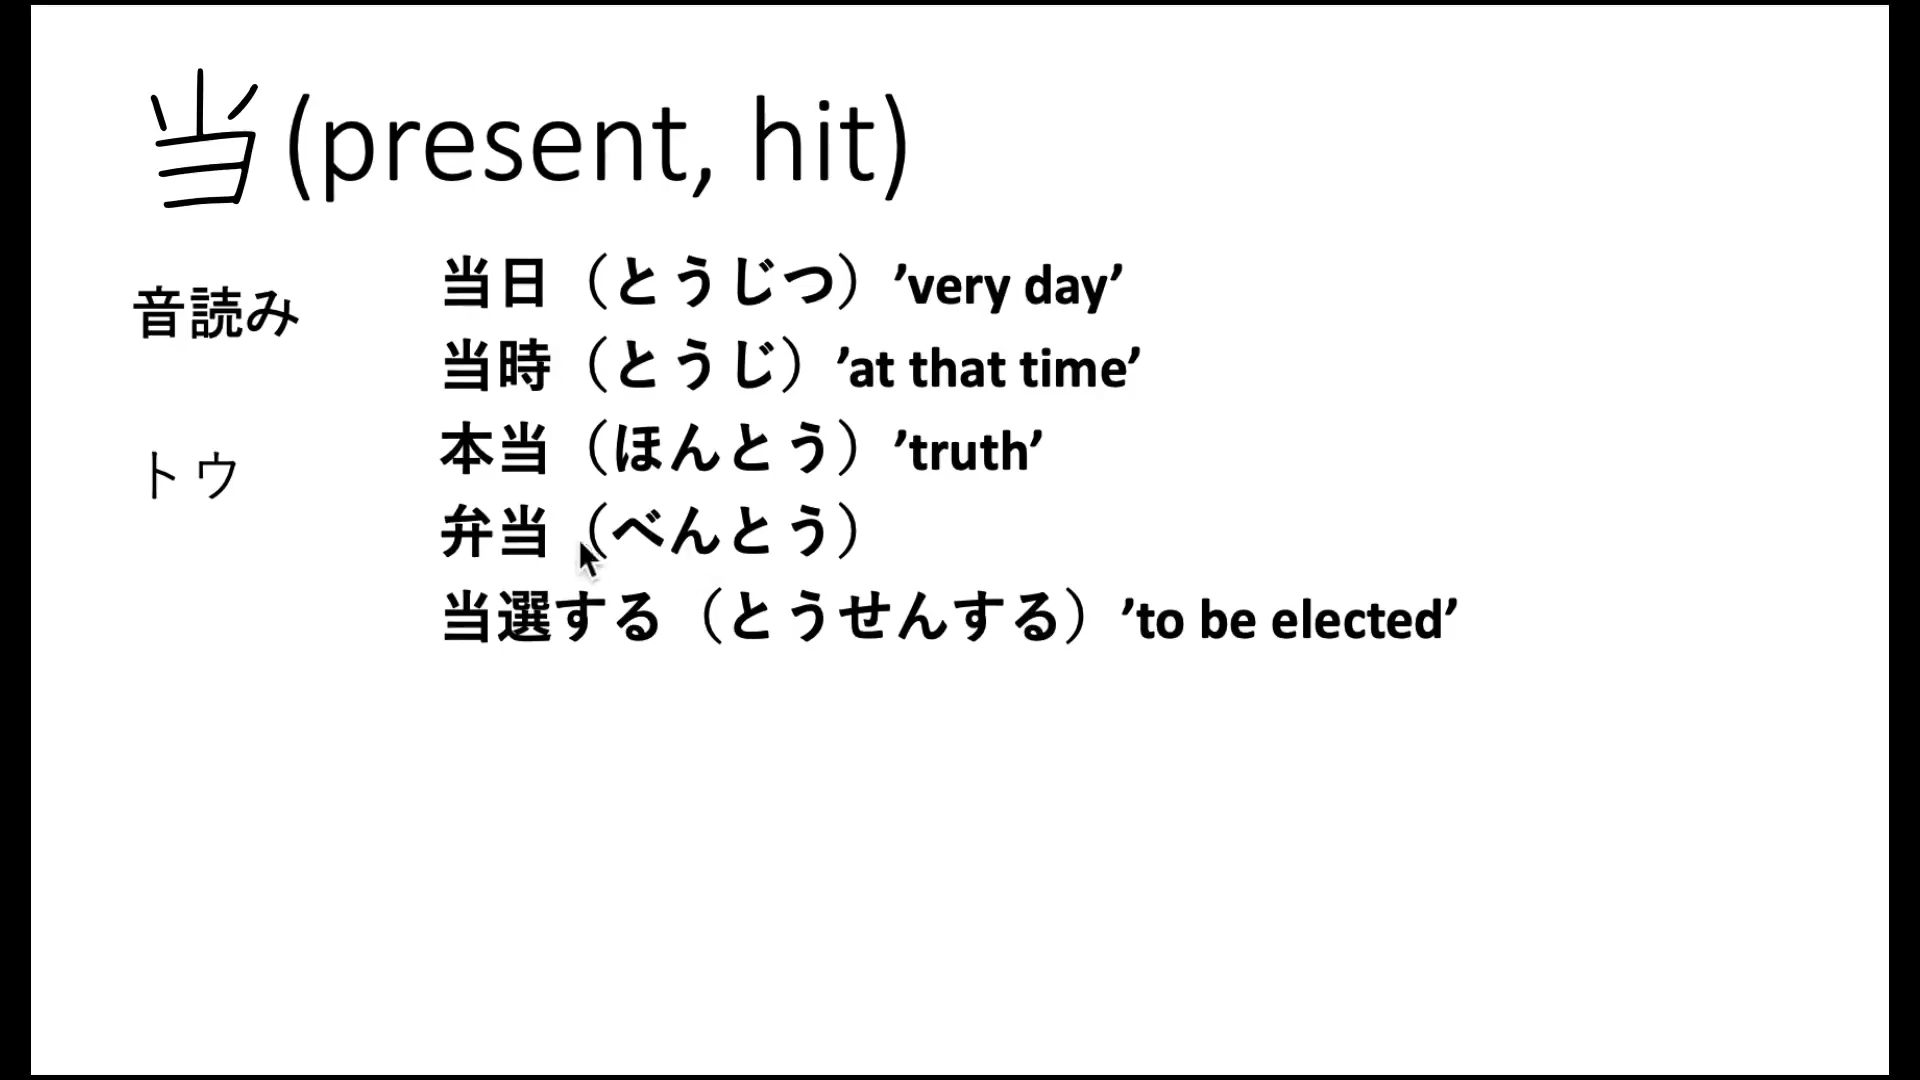 当(present, hit)
音読み
トウ
当日（とうじつ）’very day’
当時（とうじ）’at that time’
本当（ほんとう）’truth’
弁当（べんとう）
当選する（とうせんする）’to be elected’